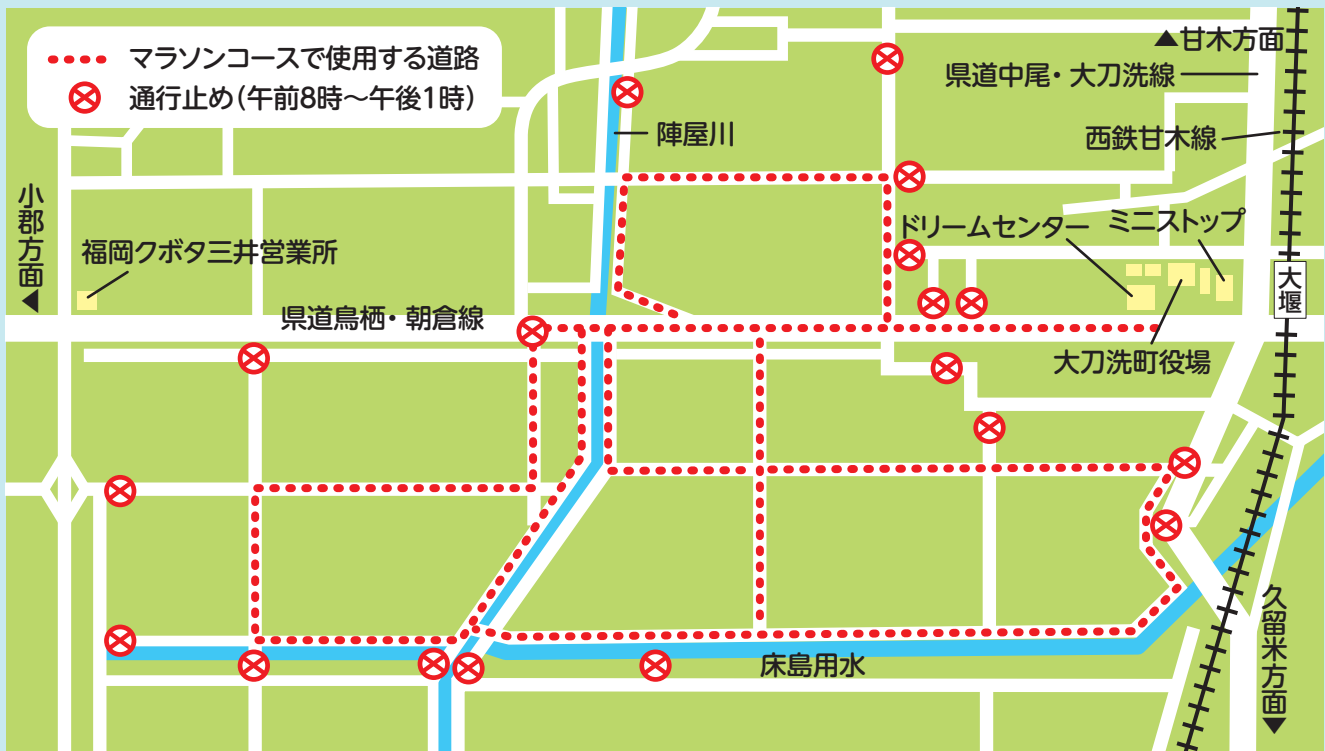 マラソンコースで使用する道路
通行止め（午前8時～午後1時）
▲甘木方面
県道中尾・大刀洗線
陣屋川
西鉄甘木線
小郡方面◀
福岡クボタ三井営業所
ドリームセンター
ミニストップ
大堰
県道鳥栖・朝倉線
大刀洗町役場
床島用水
久留米方面▼